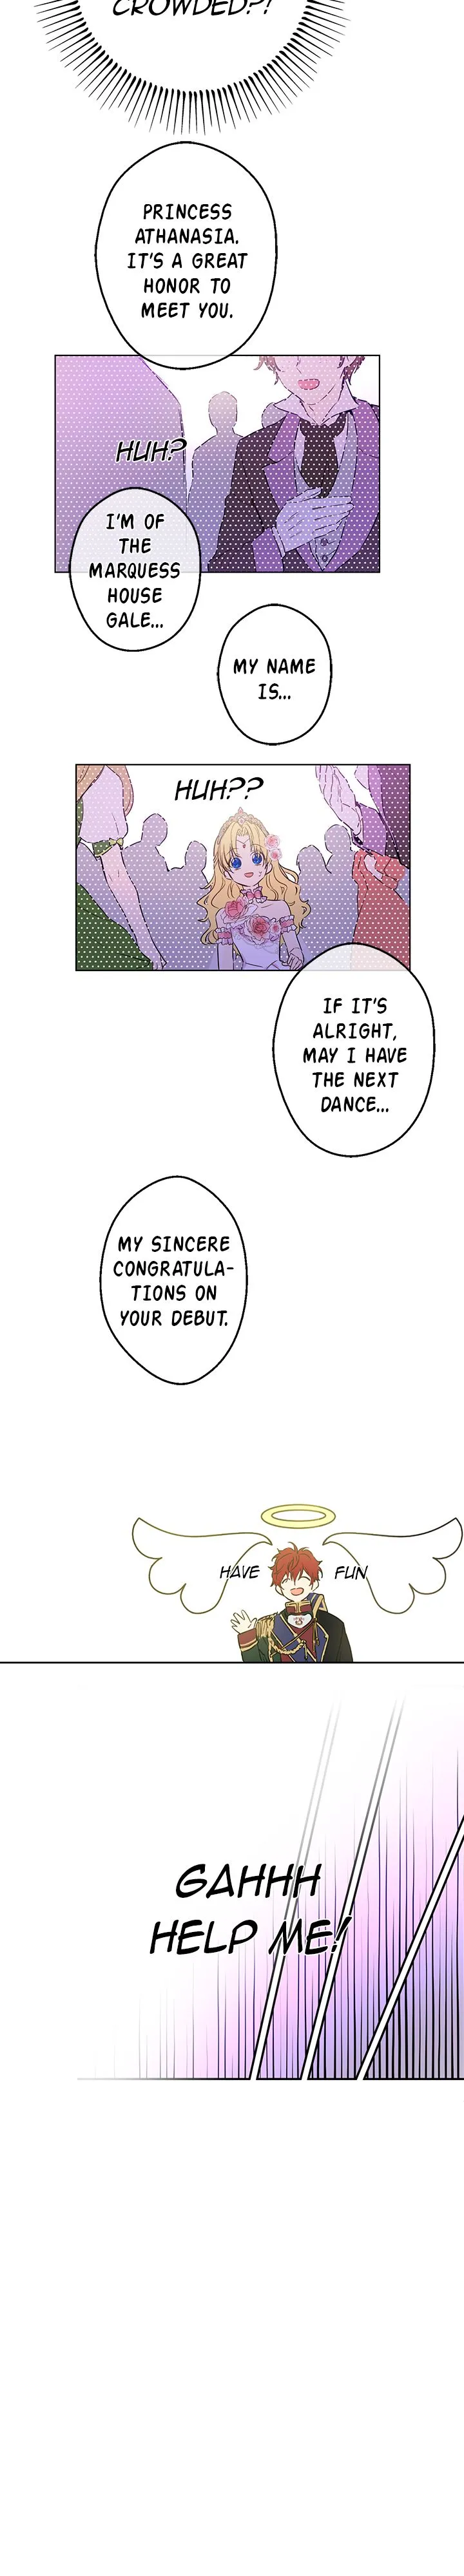 CROWDED?!
PRINCESS
ATHANASIA.
IT'S A GREAT
HONOR TO
MEET YOU.
HUH?
I'M OF
THE
MARQUESS
HOUSE
GALE...
MY NAME
IS...
HUH??
IF IT'S
ALRIGHT,
MAY I HAVE
THE NEXT
DANCE...
MY SINCERE
CONGRATULA-
TIONS ON
YOUR DEBUT.
HAVE FUN
GAHHH
HELP ME!